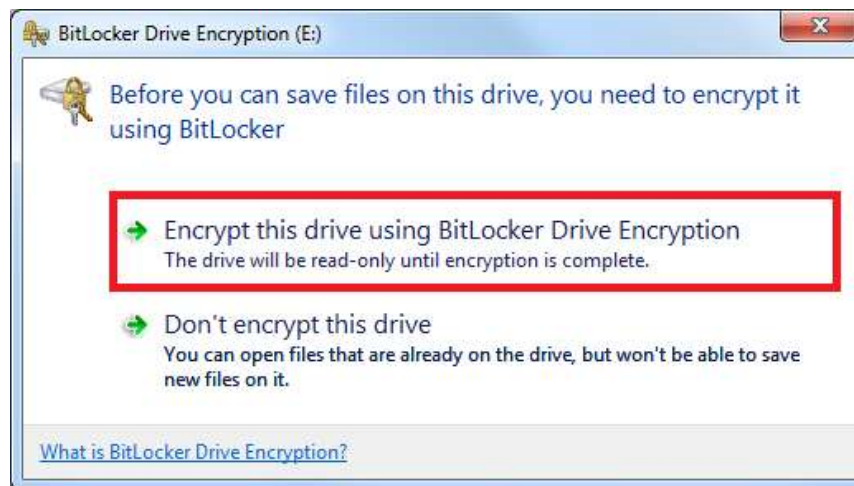 BitLocker Drive Encryption (E:)
Before you can save files on this drive, you need to encrypt it
using BitLocker
Encrypt this drive using BitLocker Drive Encryption
The drive will be read-only until encryption is complete.
Don't encrypt this drive
You can open files that are already on the drive, but won't be able to save
new files on it.
What is BitLocker Drive Encryption?